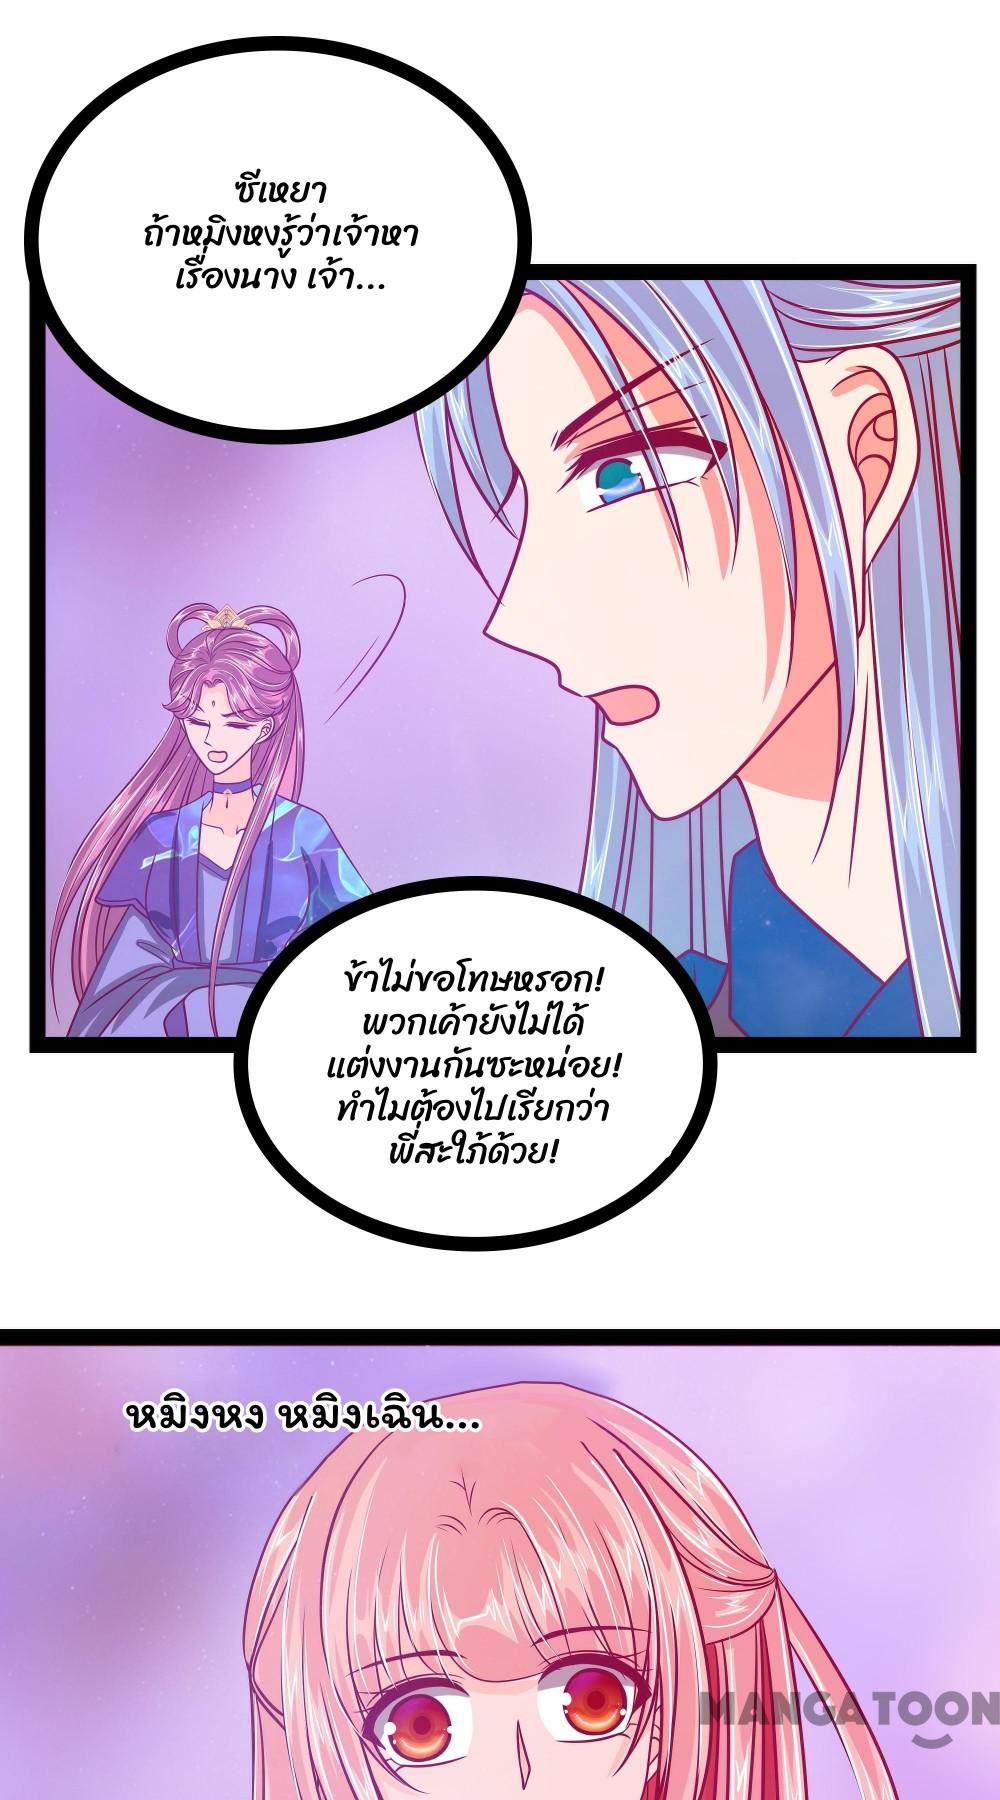 ซีเหยา
ถ้าหมิงหงรู้ว่าเจ้าหา
เรื่องนาง เจ้า...
ข้าไม่ขอโทษหรอก!
พวกเค้ายังไม่ได้
แต่งงานกันซะหน่อย!
ทำไมต้องไปเรียกว่า
พี่สะใภ้ด้วย!
หมิงหง หมิงเฉิน...
MANGATOON